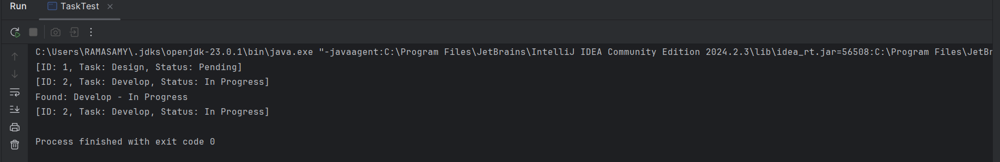 Run TaskTest
C:\Users\RAMASAMY\.jdks\openjdk-23.0.1\bin\java.exe "-javaagent:C:\Program Files\JetBrains\IntelliJ IDEA Community Edition 2024.2.3\lib\idea_rt.jar=56508:C:\Program Files\JetBr
[ID: 1, Task: Design, Status: Pending]
[ID: 2, Task: Develop, Status: In Progress]
Found: Develop - In Progress
[ID: 2, Task: Develop, Status: In Progress]
Process finished with exit code 0